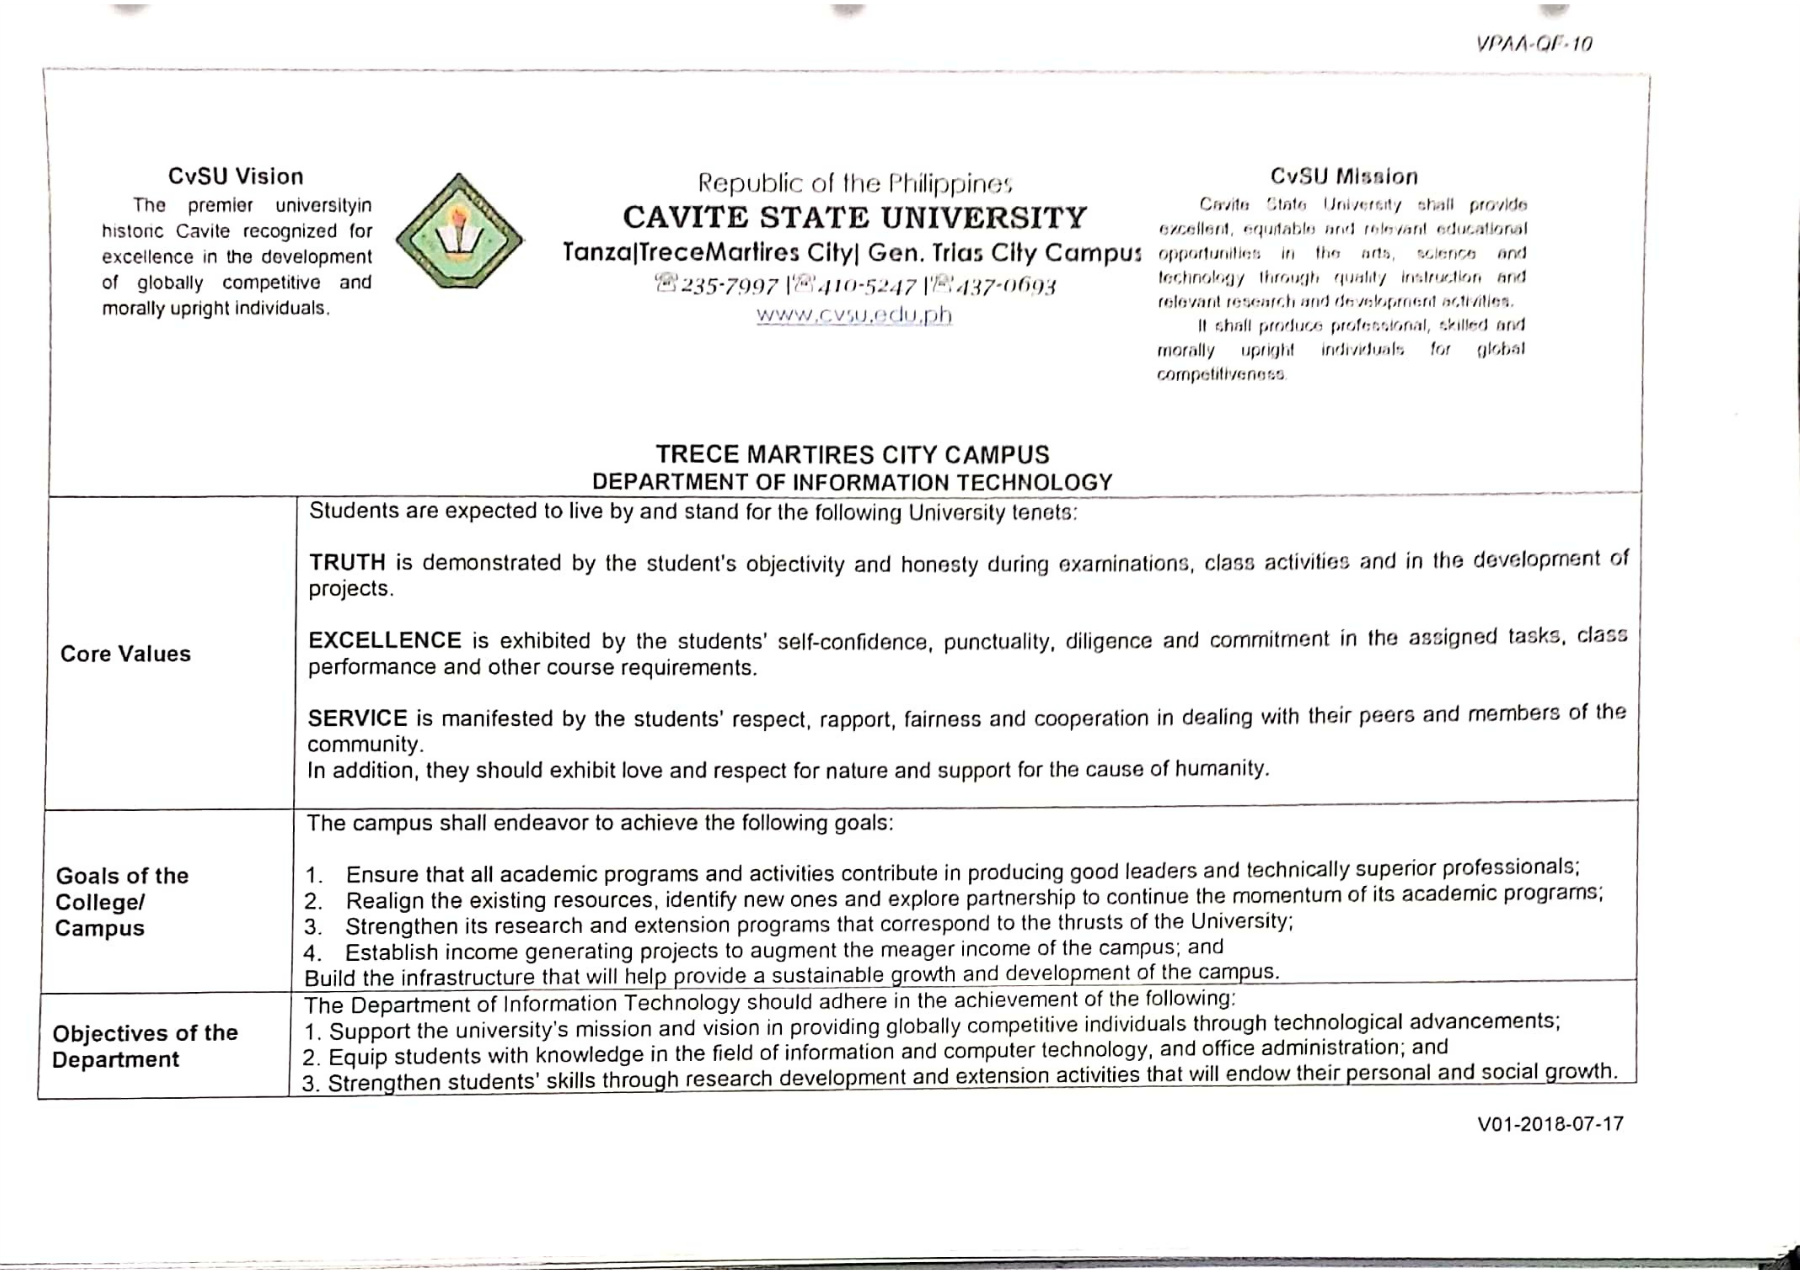 VPAA-QF-10
CvSU Vision
The premier universityin
historic Cavite recognized for
excellence in the development
of globally competitive and
morally upright individuals.
Republic of the Philippines
CAVITE STATE UNIVERSITY
Tanza|TreceMartires City| Gen. Trias City Campus
☏235-7997 |☏410-5247 |☏437-0693
www.cvsu.edu.ph
CvSU Mission
Cavite State University shall provide
excellent, equitable and relevant educational
opportunities in the arts, science and
technology through quality instruction and
relevant research and development activities.
It shall produce professional, skilled and
morally upright individuals for global
competitiveness.
TRECE MARTIRES CITY CAMPUS
DEPARTMENT OF INFORMATION TECHNOLOGY
Core Values
Students are expected to live by and stand for the following University tenets:
TRUTH is demonstrated by the student's objectivity and honesty during examinations, class activities and in the development of
projects.
EXCELLENCE is exhibited by the students' self-confidence, punctuality, diligence and commitment in the assigned tasks, class
performance and other course requirements.
SERVICE is manifested by the students' respect, rapport, fairness and cooperation in dealing with their peers and members of the
community.
In addition, they should exhibit love and respect for nature and support for the cause of humanity.
Goals of the
College/
Campus
The campus shall endeavor to achieve the following goals:
1. Ensure that all academic programs and activities contribute in producing good leaders and technically superior professionals;
2. Realign the existing resources, identify new ones and explore partnership to continue the momentum of its academic programs;
3. Strengthen its research and extension programs that correspond to the thrusts of the University;
4. Establish income generating projects to augment the meager income of the campus; and
Build the infrastructure that will help provide a sustainable growth and development of the campus.
Objectives of the
Department
The Department of Information Technology should adhere in the achievement of the following:
1. Support the university's mission and vision in providing globally competitive individuals through technological advancements;
2. Equip students with knowledge in the field of information and computer technology, and office administration; and
3. Strengthen students' skills through research development and extension activities that will endow their personal and social growth.
V01-2018-07-17